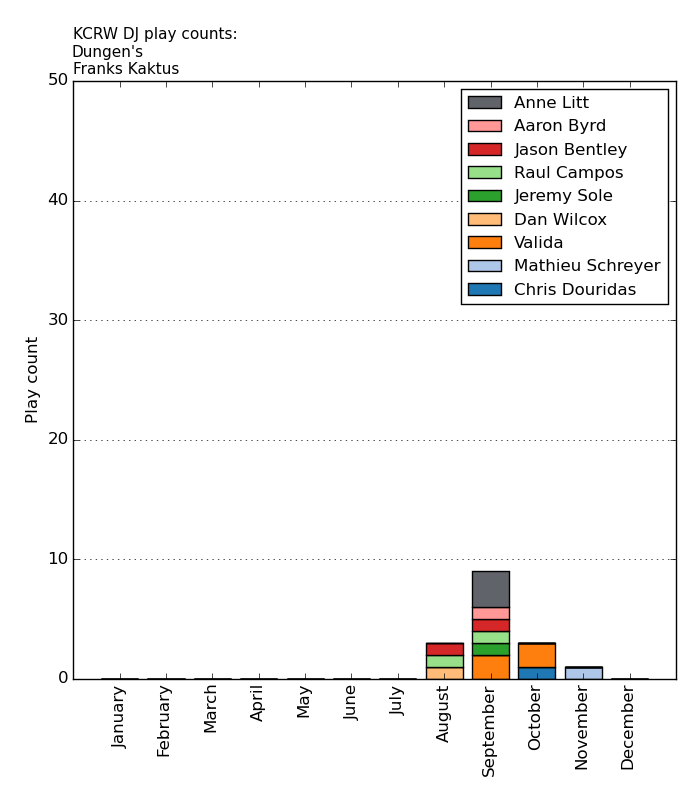 KCRW DJ play counts:
Dungen's
Franks Kaktus
50
40
30
20
10
0
Play count
Anne Litt
Aaron Byrd
Jason Bentley
Raul Campos
Jeremy Sole
Dan Wilcox
Valida
Mathieu Schreyer
Chris Douridas
January
February
March
April
May
June
July
August
September
October
November
December